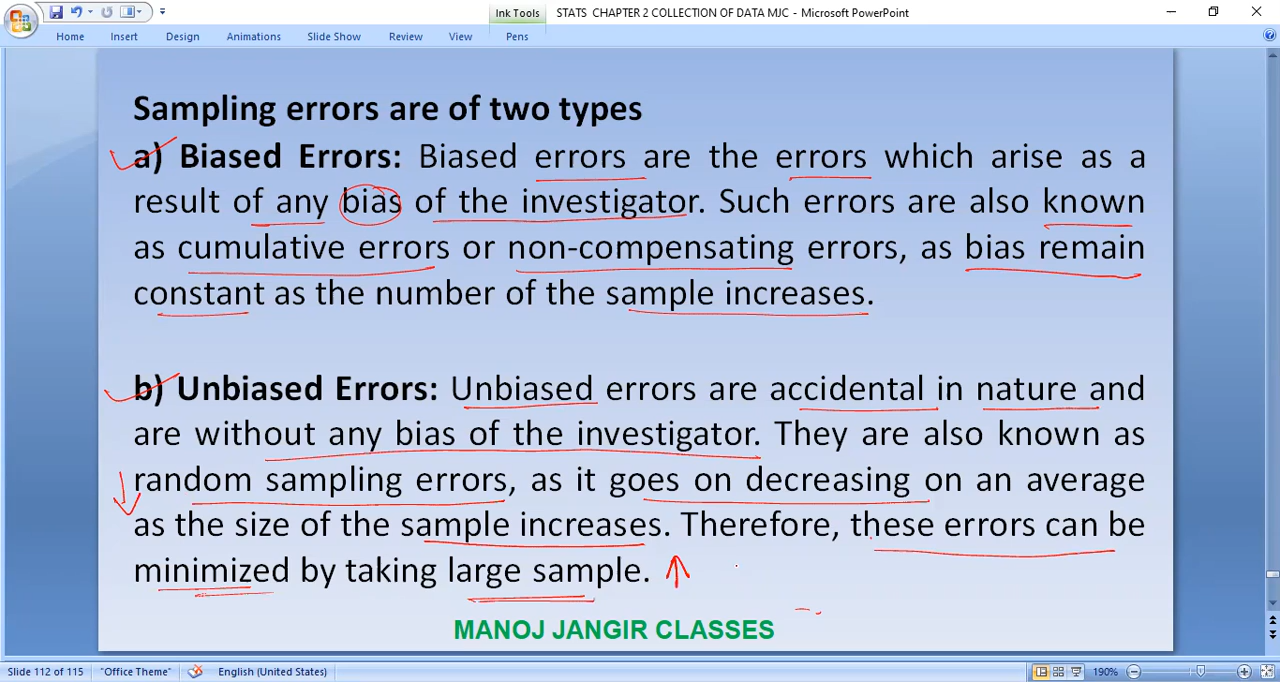 Ink Tools
STATS CHAPTER 2 COLLECTION OF DATA MJC - Microsoft PowerPoint
Home Insert Design Animations Slide Show Review View Pens
Sampling errors are of two types
a) Biased Errors: Biased errors are the errors which arise as a
result of any bias of the investigator. Such errors are also known
as cumulative errors or non-compensating errors, as bias remain
constant as the number of the sample increases.
b) Unbiased Errors: Unbiased errors are accidental in nature and
are without any bias of the investigator. They are also known as
random sampling errors, as it goes on decreasing on an average
as the size of the sample increases. Therefore, these errors can be
minimized by taking large sample.
MANOJ JANGIR CLASSES
Slide 112 of 115 "Office Theme" English (United States) 190%